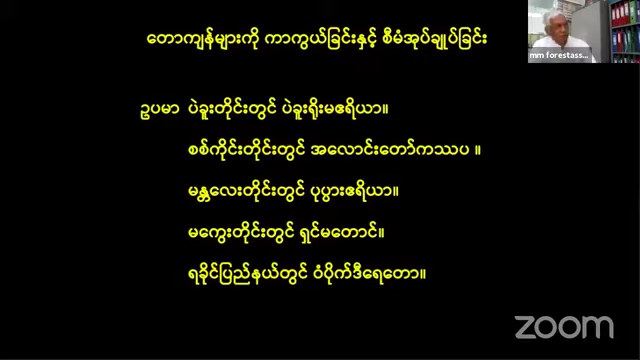 တောကျန်များကို ကာကွယ်ခြင်းနှင့် စီမံအုပ်ချုပ်ခြင်း
mm forestass...
ဥပမာ ပဲခူးတိုင်းတွင် ပဲခူးရိုးမဧရိယာ။
စစ်ကိုင်းတိုင်းတွင် အလောင်းတော်ကဿပ ။
မန္တလေးတိုင်းတွင် ပုပ္ပားဧရိယာ။
မကွေးတိုင်းတွင် ရှင်မတောင်။
ရခိုင်ပြည်နယ်တွင် ဝံပိုက်ဒီရေတော။
zoom